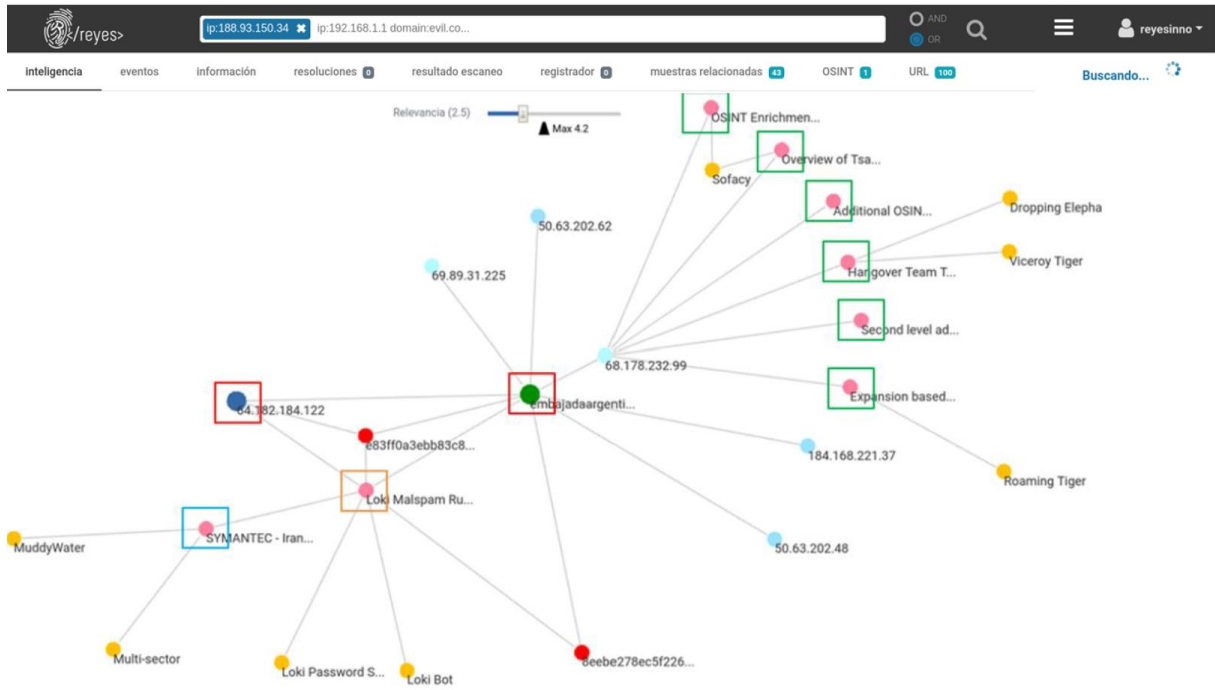 </reyes>
ip:188.93.150.34 ✖ ip:192.168.1.1 domain:evil.co...
AND
OR
reyesinno
inteligencia eventos información resoluciones 0 resultado escaneo registrador 0 muestras relacionadas 43 OSINT 1 URL 100 Buscando...
Relevancia (2.5)
Max 4.2
OSINT Enrichmen...
Overview of Tsa...
Sofacy
Additional OSIN...
Dropping Elepha
50.63.202.62
Hangover Team T...
Viceroy Tiger
69.89.31.225
Second level ad...
68.178.232.99
Expansion based...
64.182.184.122
embajadaargenti...
e83ff0a3ebb83c8...
184.168.221.37
Roaming Tiger
Loki Malspam Ru...
SYMANTEC - Iran...
MuddyWater
50.63.202.48
Multi-sector
Loki Password S...
Loki Bot
8eebe278ec5f226...